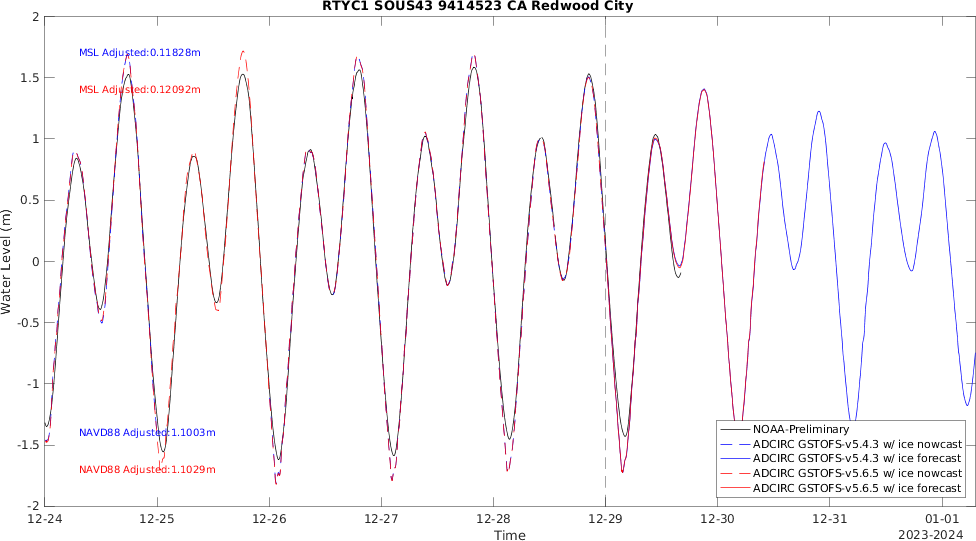 RTYC1 SOUS43 9414523 CA Redwood City
2
1.5
1
0.5
0
-0.5
-1
-1.5
-2
Water Level (m)
MSL Adjusted:0.11828m
MSL Adjusted:0.12092m
NAVD88 Adjusted:1.1003m
NAVD88 Adjusted:1.1029m
NOAA-Preliminary
ADCIRC GSTOFS-v5.4.3 w/ ice nowcast
ADCIRC GSTOFS-v5.4.3 w/ ice forecast
ADCIRC GSTOFS-v5.6.5 w/ ice nowcast
ADCIRC GSTOFS-v5.6.5 w/ ice forecast
12-24 12-25 12-26 12-27 12-28 12-29 12-30 12-31 01-01
Time
2023-2024